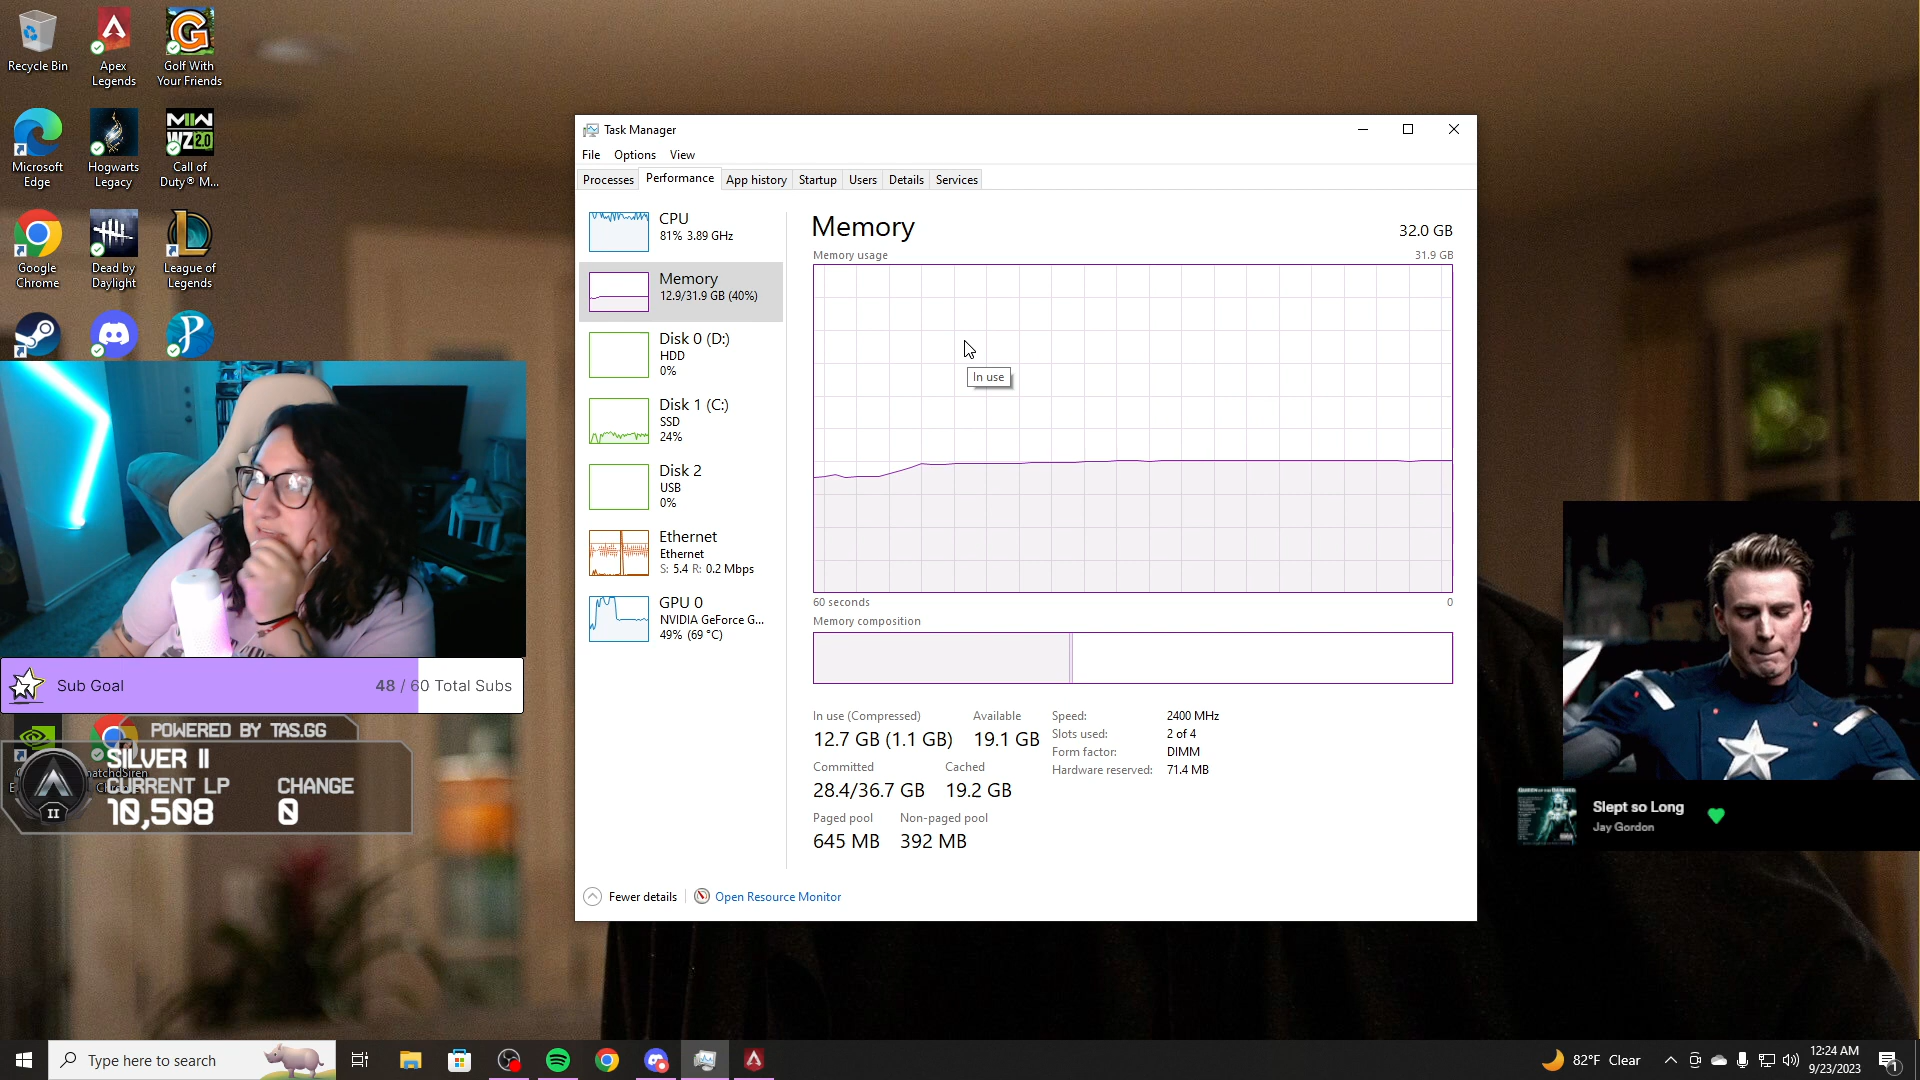 Recycle Bin
Apex
Legends
Golf With
Your Friends
Microsoft
Edge
Hogwarts
Legacy
MW
WZ 2.0
Call of
Duty® M...
Google
Chrome
Dead by
Daylight
League of
Legends
Sub Goal
48 / 60 Total Subs
POWERED BY TAS.GG
SILVER II
CURRENT LP
CHANGE
10,508
0
II
Task Manager
File
Options
View
Processes
Performance
App history
Startup
Users
Details
Services
CPU
81% 3.89 GHz
Memory
12.9/31.9 GB (40%)
Disk 0 (D:)
HDD
0%
Disk 1 (C:)
SSD
24%
Disk 2
USB
0%
Ethernet
Ethernet
S: 5.4 R: 0.2 Mbps
GPU 0
NVIDIA GeForce G...
49% (69 °C)
Memory
32.0 GB
Memory usage
31.9 GB
In use
60 seconds
0
Memory composition
In use (Compressed)
Available
12.7 GB (1.1 GB)
19.1 GB
Committed
Cached
28.4/36.7 GB
19.2 GB
Paged pool
Non-paged pool
645 MB
392 MB
Speed: 2400 MHz
Slots used: 2 of 4
Form factor: DIMM
Hardware reserved: 71.4 MB
Fewer details
Open Resource Monitor
Slept so Long
Jay Gordon
Type here to search
82°F Clear
12:24 AM
9/23/2023
1